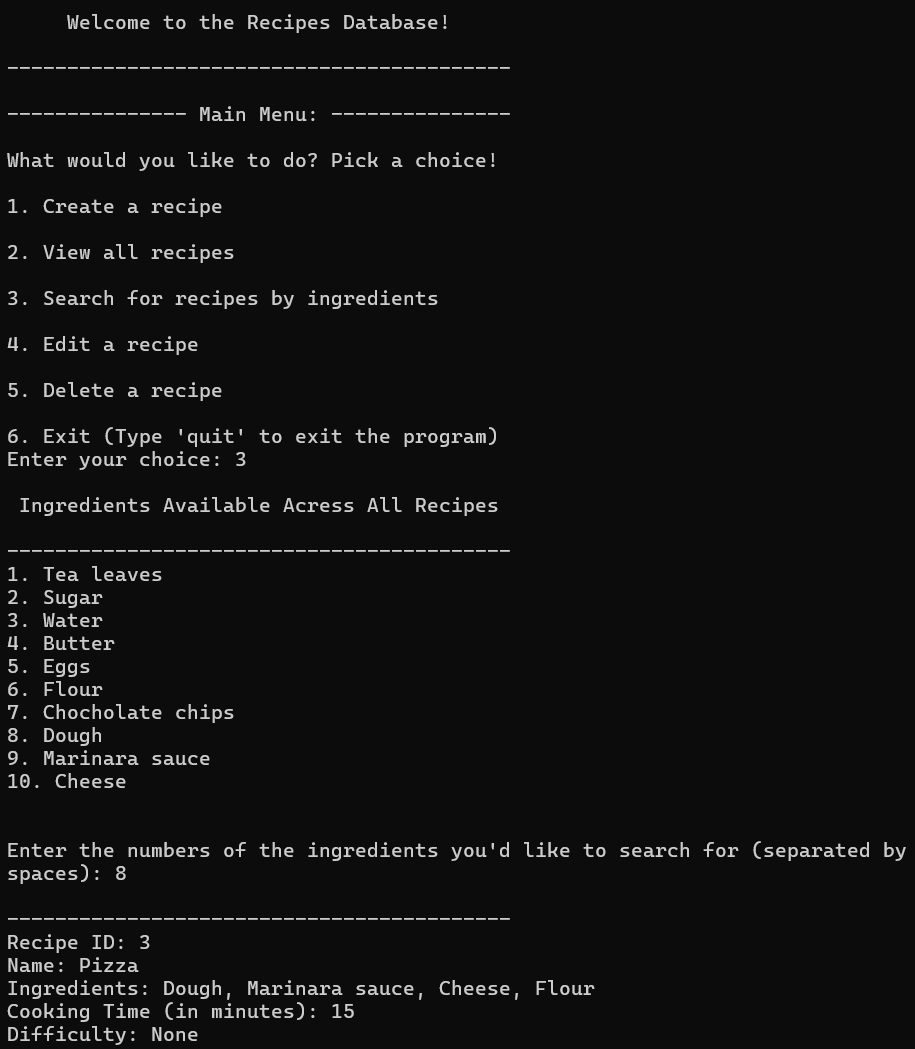 Welcome to the Recipes Database!
------------------------------------------
--------------- Main Menu: ---------------
What would you like to do? Pick a choice!
1. Create a recipe
2. View all recipes
3. Search for recipes by ingredients
4. Edit a recipe
5. Delete a recipe
6. Exit (Type 'quit' to exit the program)
Enter your choice: 3
Ingredients Available Acress All Recipes
------------------------------------------
1. Tea leaves
2. Sugar
3. Water
4. Butter
5. Eggs
6. Flour
7. Chocholate chips
8. Dough
9. Marinara sauce
10. Cheese
Enter the numbers of the ingredients you'd like to search for (separated by
spaces): 8
------------------------------------------
Recipe ID: 3
Name: Pizza
Ingredients: Dough, Marinara sauce, Cheese, Flour
Cooking Time (in minutes): 15
Difficulty: None